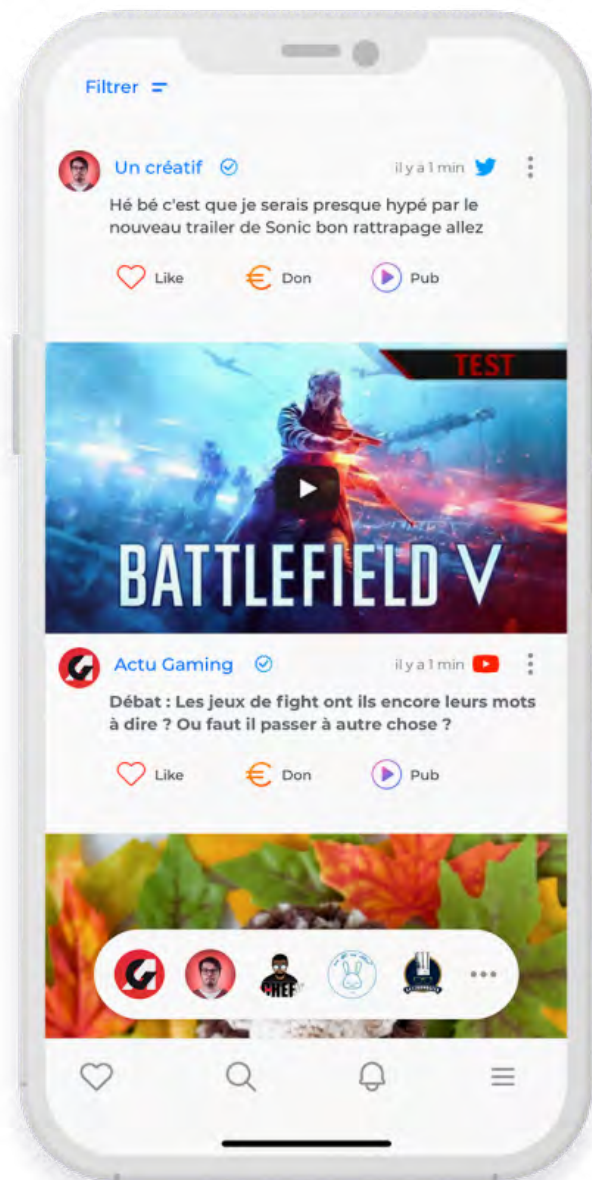 Filtrer
Un créatif
il y a 1 min
Hé bé c'est que je serais presque hypé par le
nouveau trailer de Sonic bon rattrapage allez
Like
Don
Pub
TEST
BATTLEFIELD V
Actu Gaming
il y a 1 min
Débat : Les jeux de fight ont ils encore leurs mots
à dire ? Ou faut il passer à autre chose ?
Like
Don
Pub
CHEF